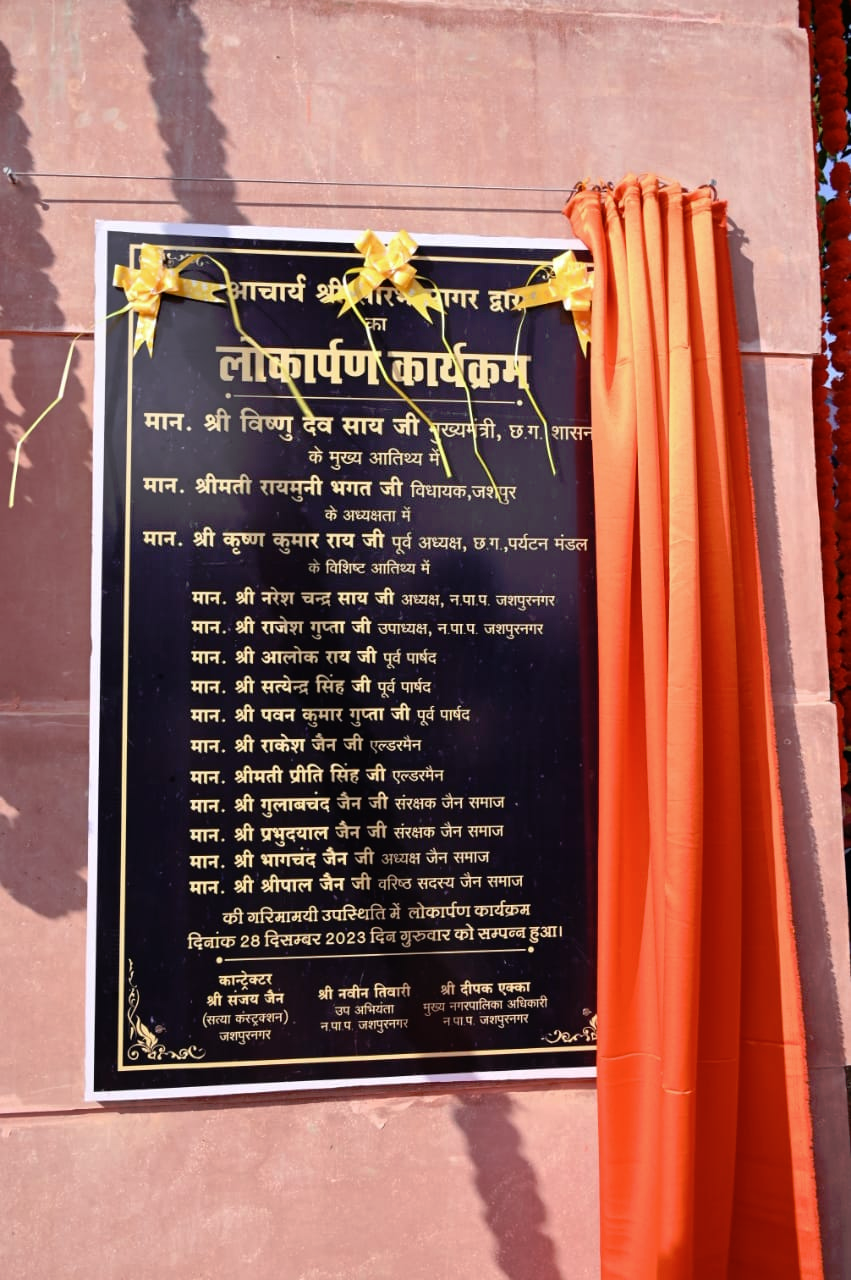 आचार्य श्री सागर द्वार
का
लोकार्पण कार्यक्रम
मान. श्री विष्णु देव साय जी मुख्यमंत्री, छ.ग. शासन
के मुख्य आतिथ्य में
मान. श्रीमती रायमुनी भगत जी विधायक,जशपुर
के अध्यक्षता में
मान. श्री कृष्ण कुमार राय जी पूर्व अध्यक्ष, छ.ग.,पर्यटन मंडल
के विशिष्ट आतिथ्य में
मान. श्री नरेश चन्द्र साय जी अध्यक्ष, न.पा.प. जशपुरनगर
मान. श्री राजेश गुप्ता जी उपाध्यक्ष, न.पा.प. जशपुरनगर
मान. श्री आलोक राय जी पूर्व पार्षद
मान. श्री सत्येन्द्र सिंह जी पूर्व पार्षद
मान. श्री पवन कुमार गुप्ता जी पूर्व पार्षद
मान. श्री राकेश जैन जी एल्डरमैन
मान. श्रीमती प्रीति सिंह जी एल्डरमैन
मान. श्री गुलाबचंद जैन जी संरक्षक जैन समाज
मान. श्री प्रभुदयाल जैन जी संरक्षक जैन समाज
मान. श्री भागचंद जैन जी अध्यक्ष जैन समाज
मान. श्री श्रीपाल जैन जी वरिष्ठ सदस्य जैन समाज
की गरिमामयी उपस्थिति में लोकार्पण कार्यक्रम
दिनांक 28 दिसम्बर 2023 दिन गुरुवार को सम्पन्न हुआ।
कान्ट्रेक्टर
श्री संजय जैन
(सत्या कंस्ट्रक्शन)
जशपुरनगर
श्री नवीन तिवारी
उप अभियंता
न.पा.प. जशपुरनगर
श्री दीपक एक्का
मुख्य नगरपालिका अधिकारी
न.पा.प. जशपुरनगर